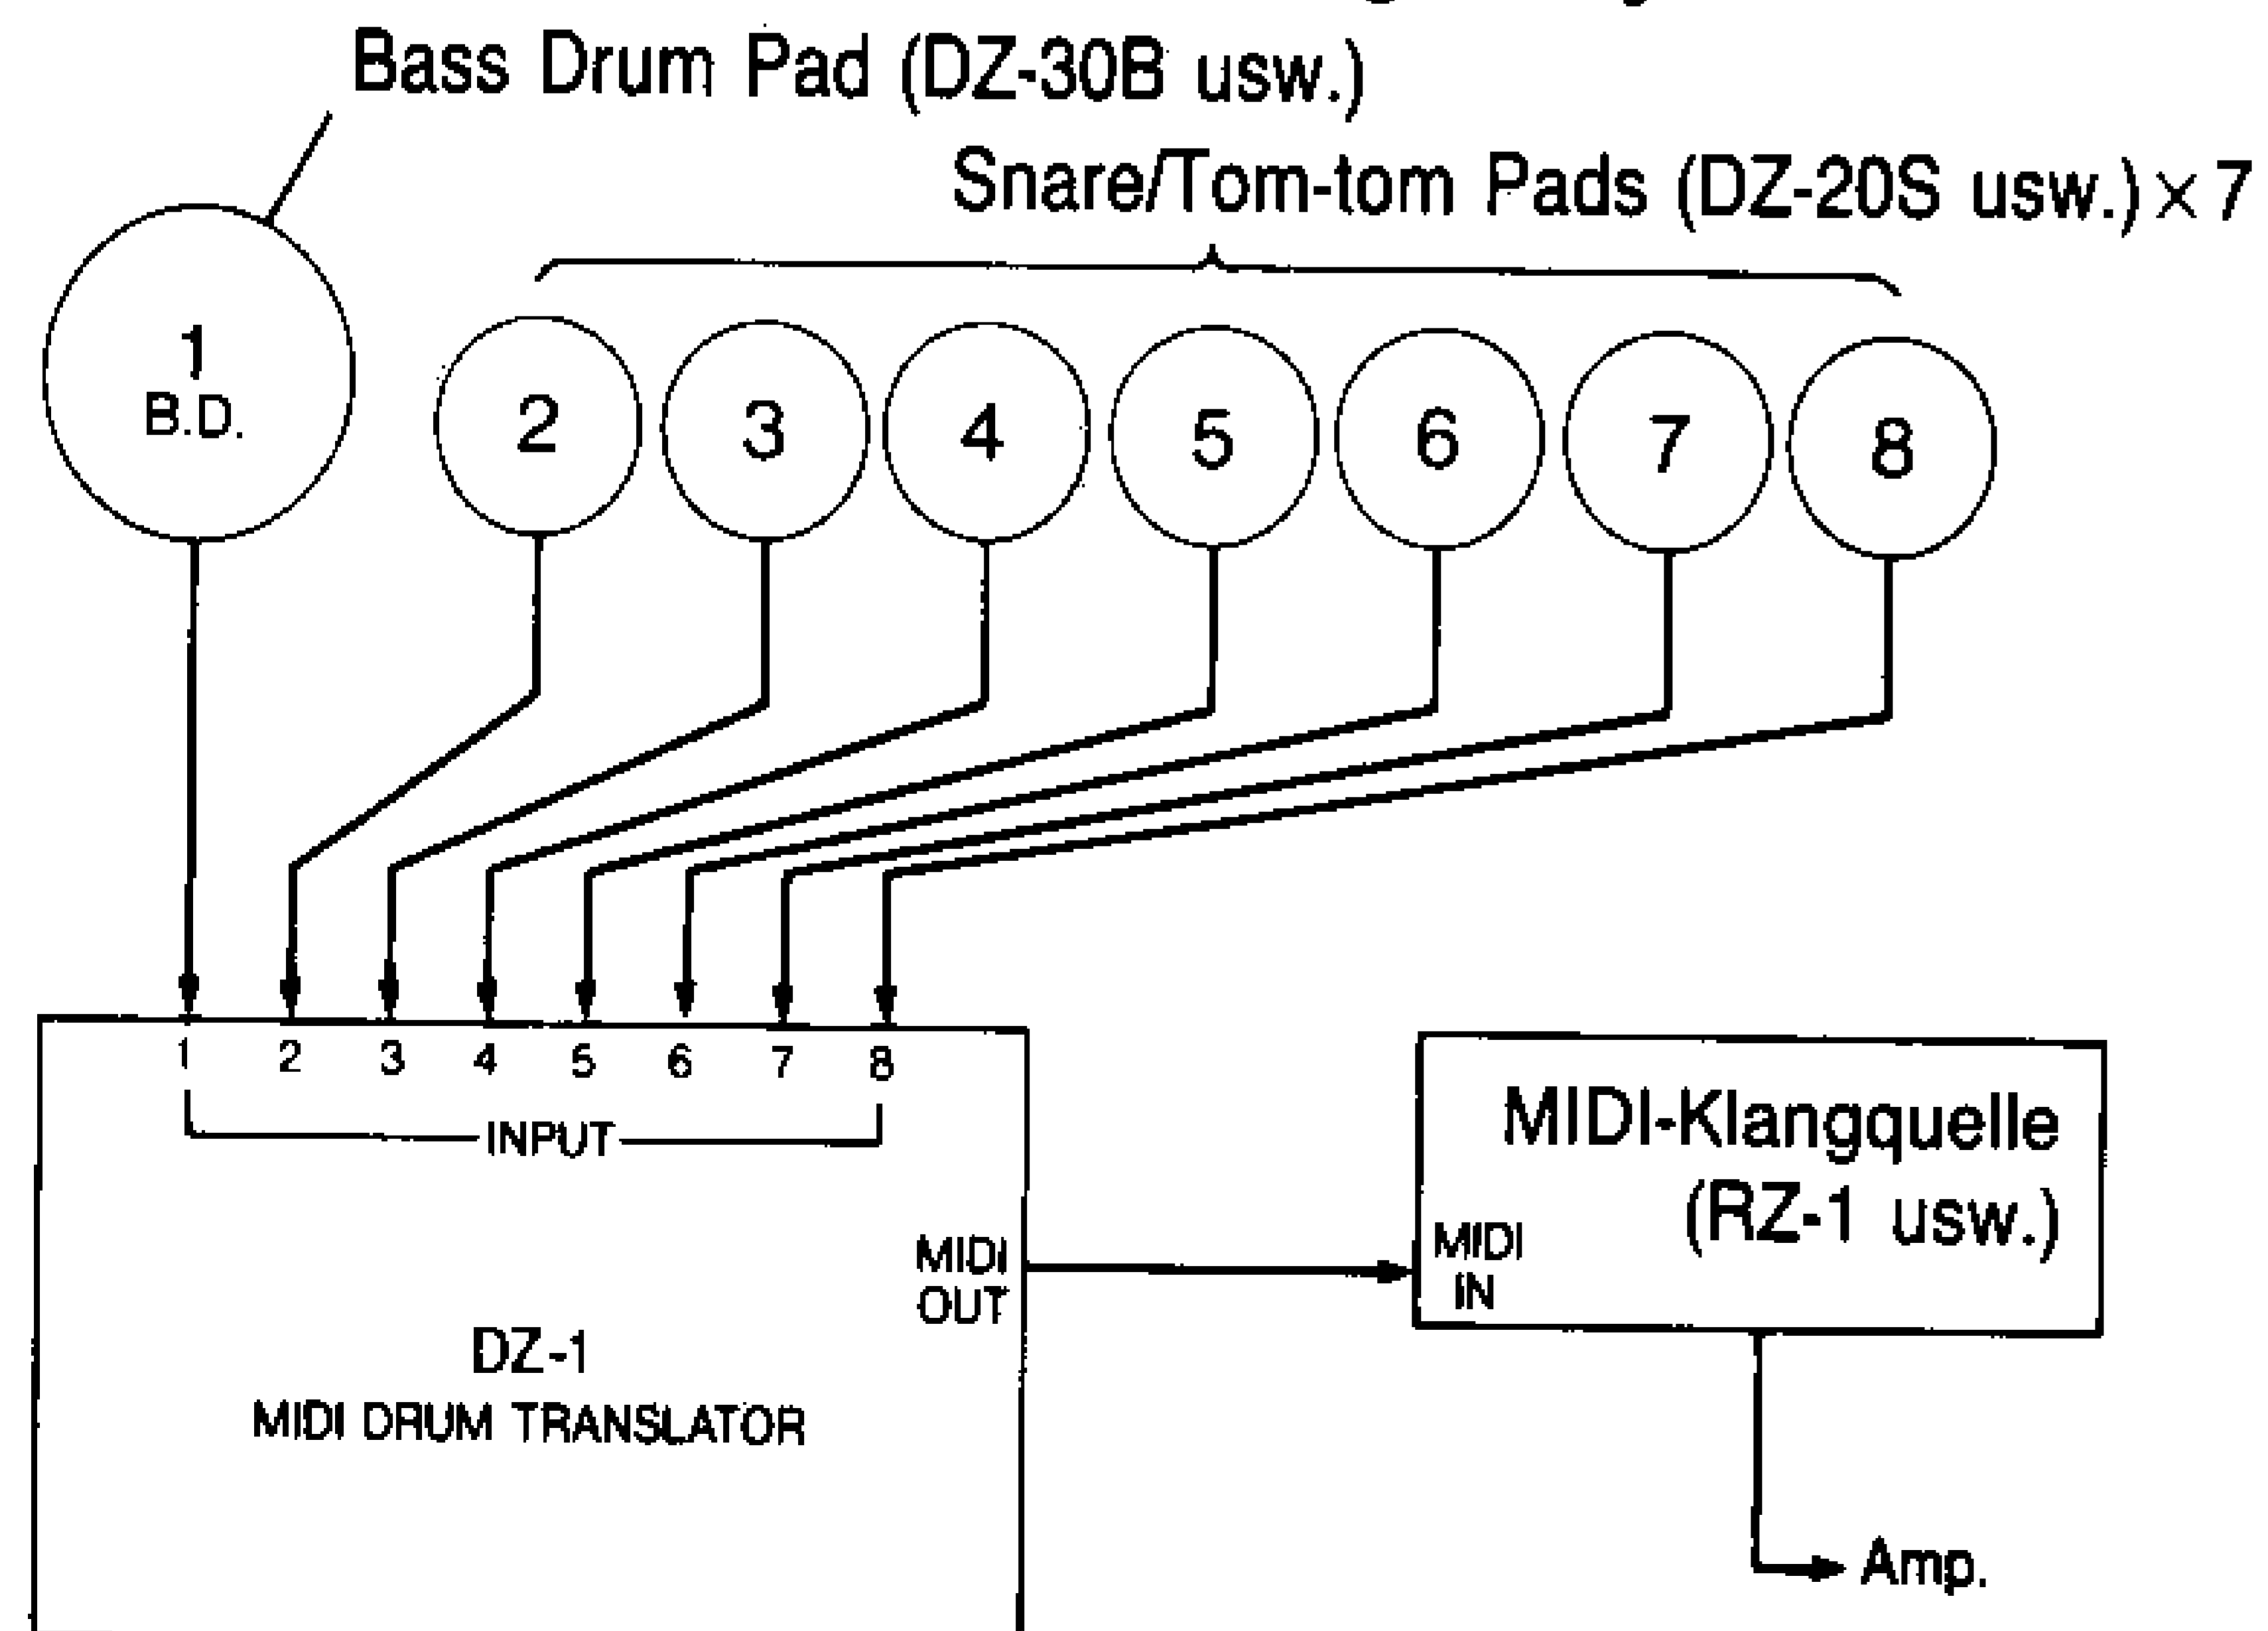 Bass Drum Pad (DZ-30B usw.)
Snare/Tom-tom Pads (DZ-20S usw.) × 7
1
B.D.
2 3 4 5 6 7 8
1 2 3 4 5 6 7 8
INPUT
MIDI-Klangquelle
(RZ-1 usw.)
MIDI
OUT
MIDI
IN
DZ-1
MIDI DRUM TRANSLATOR
Amp.